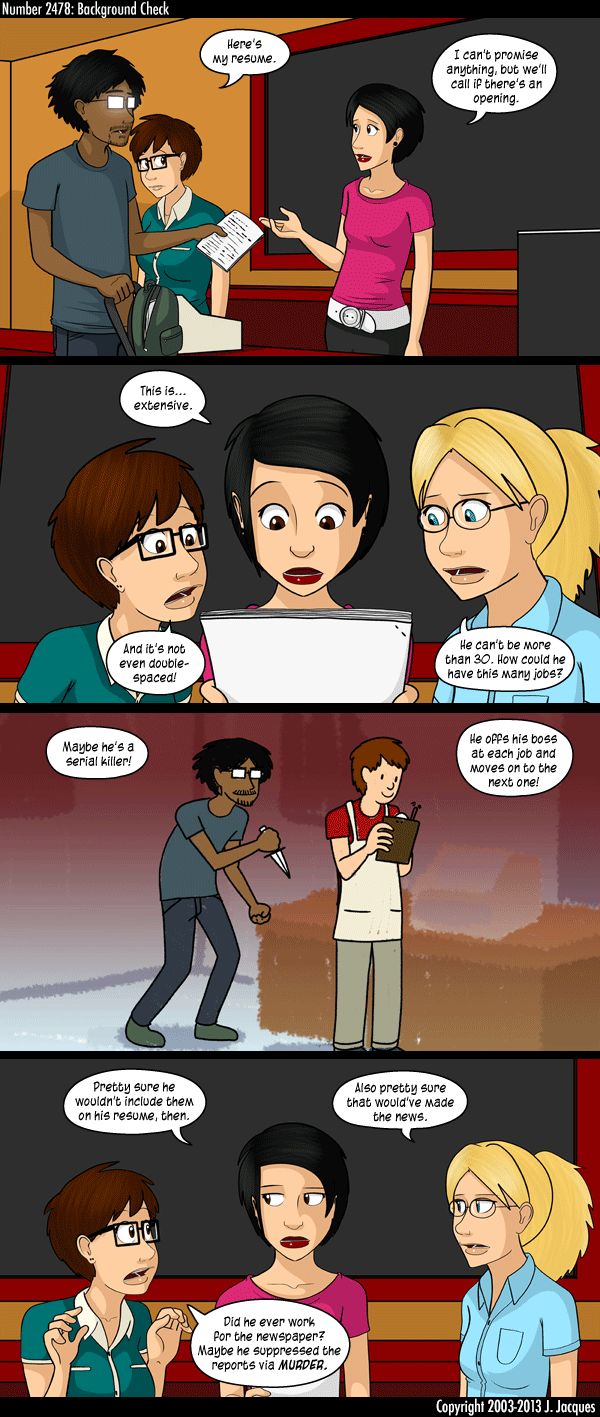 Number 2478: Background Check
Here's
my resume.
I can't promise
anything, but we'll
call if there's an
opening.
This is...
extensive.
And it's not
even double-
spaced!
He can't be more
than 30. How could he
have this many jobs?
Maybe he's a
serial killer!
He offs his boss
at each job and
moves on to the
next one!
Pretty sure he
wouldn't include them
on his resume, then.
Also pretty sure
that would've made
the news.
Did he ever work
for the newspaper?
Maybe he suppressed the
reports via MURDER.
Copyright 2003-2013 J. Jacques